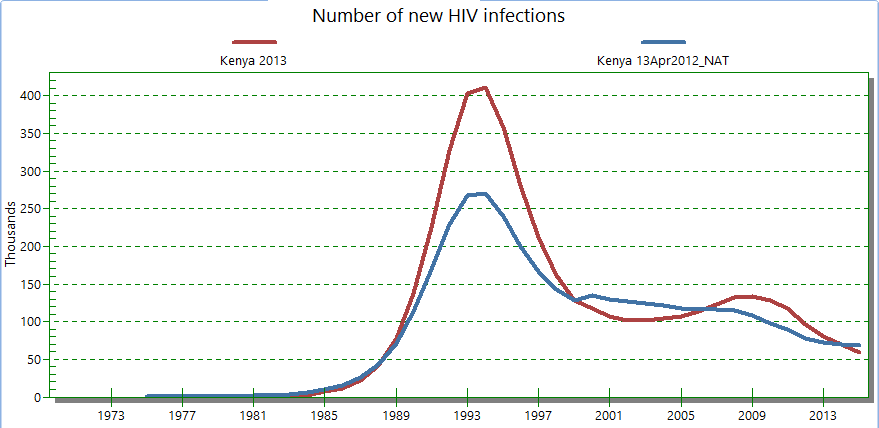 Number of new HIV infections
Kenya 2013 Kenya 13Apr2012_NAT
Thousands
400
350
300
250
200
150
100
50
0
1973 1977 1981 1985 1989 1993 1997 2001 2005 2009 2013